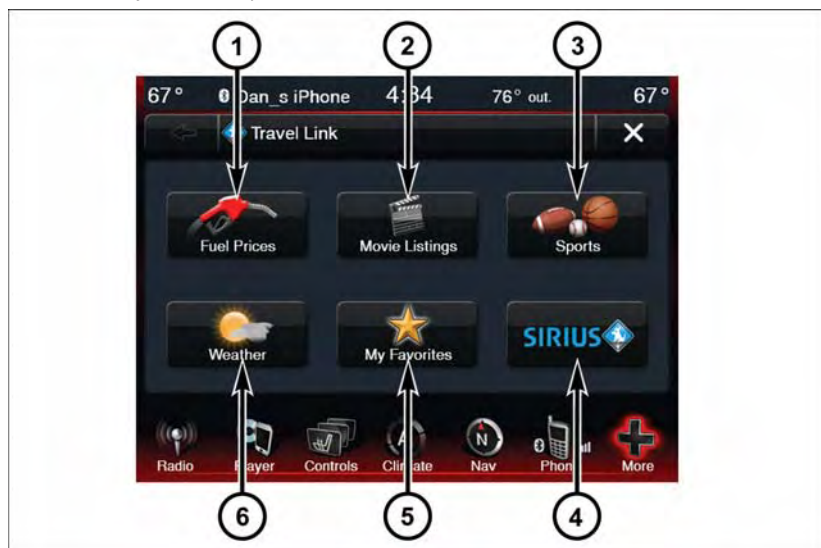 1 2 3
67° Dan_s iPhone 4:34 76° out. 67°
Travel Link
Fuel Prices Movie Listings Sports
Weather My Favorites SIRIUS
N
Radio Player Controls Climate Nav Phone More
6 5 4